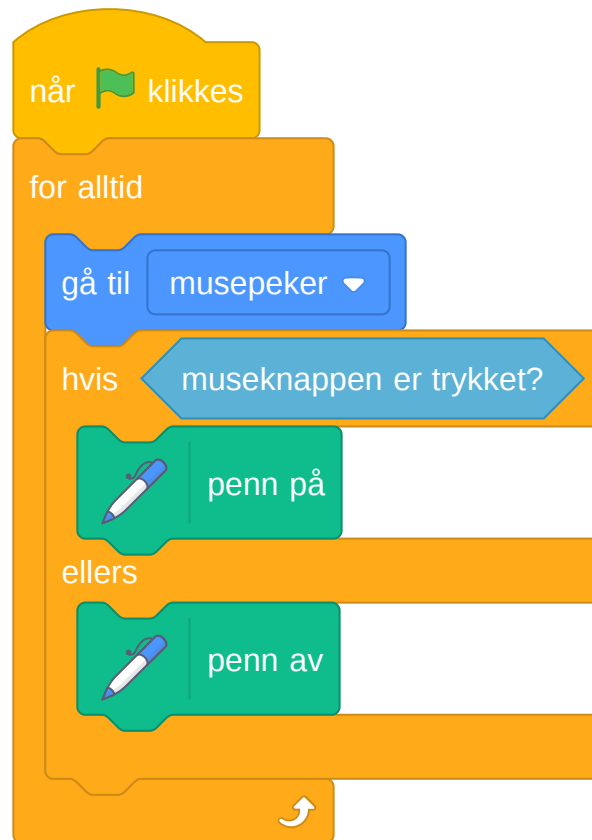 når klikkes
for alltid
gå til musepeker
hvis museknappen er trykket?
penn på
ellers
penn av